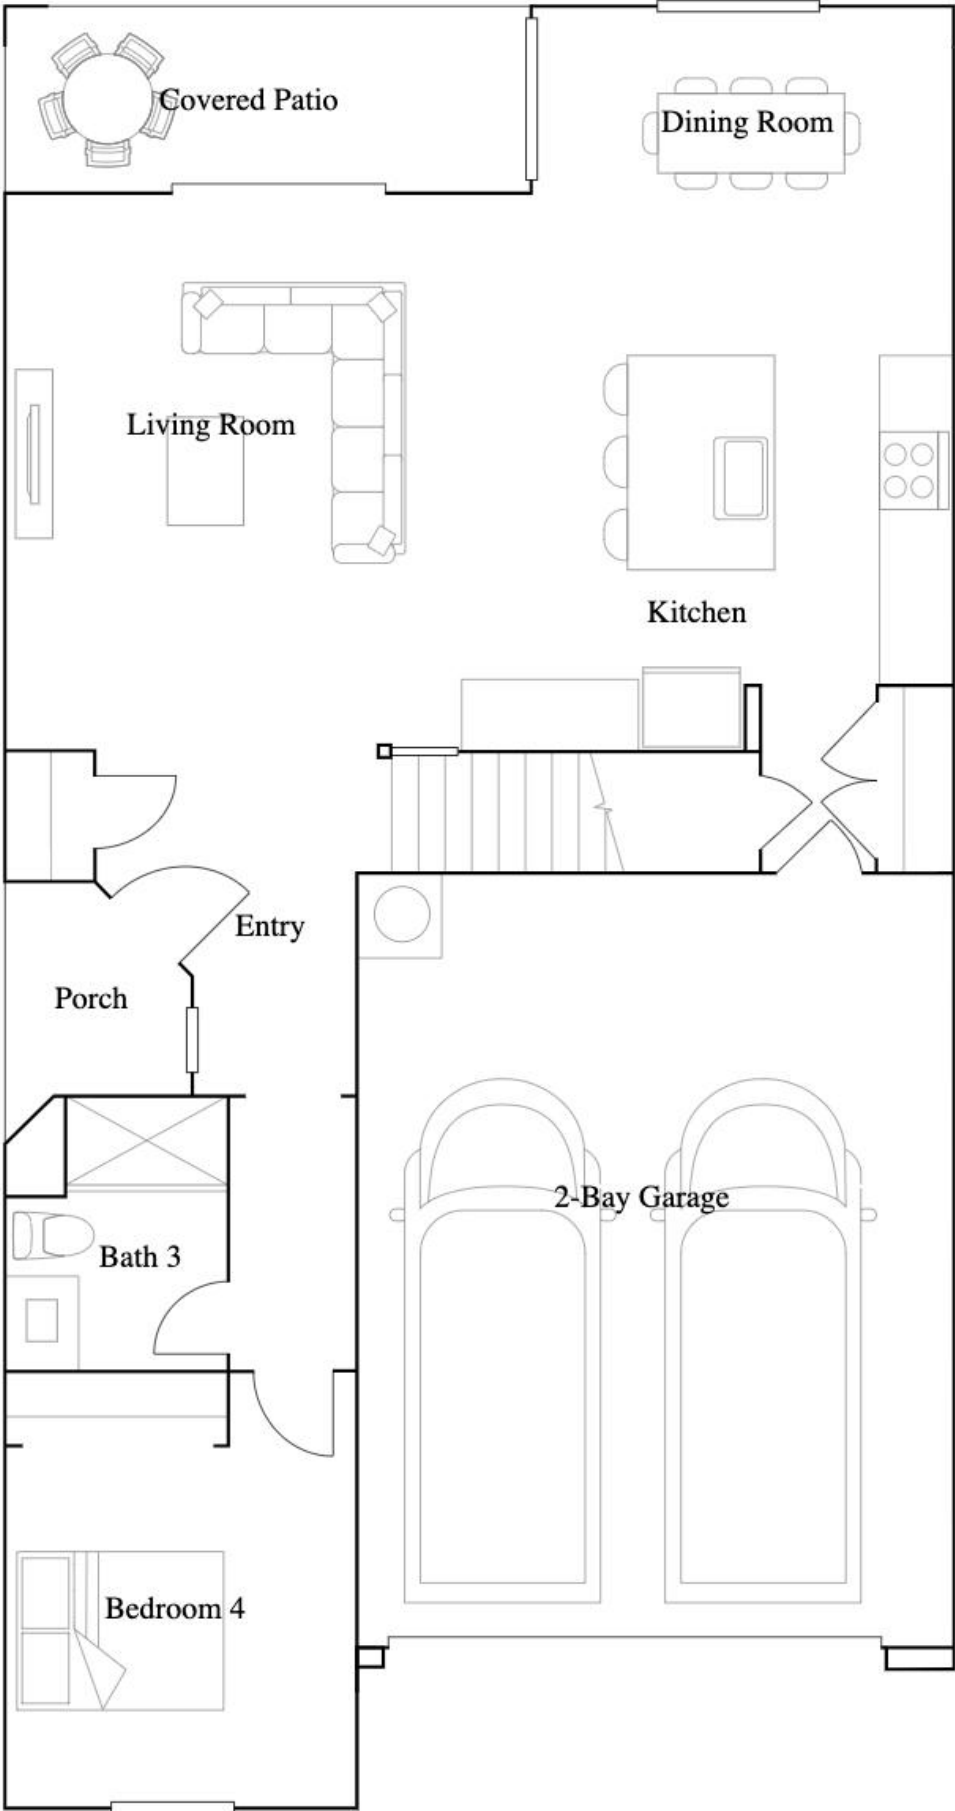 Covered Patio
Dining Room
Living Room
Kitchen
Entry
Porch
2-Bay Garage
Bath 3
Bedroom 4